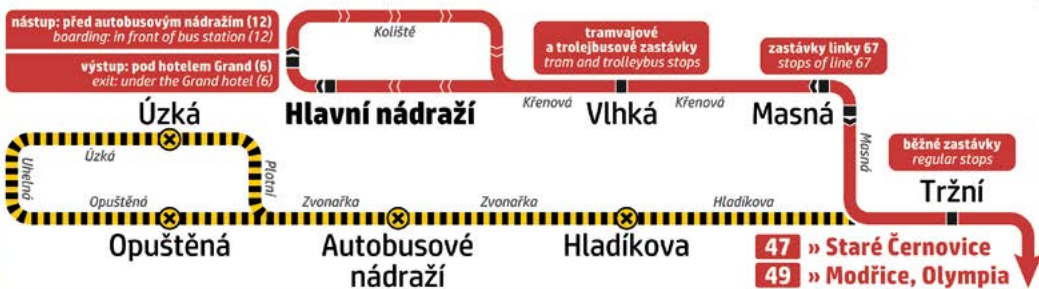 nástup: před autobusovým nádražím (12)
boarding: in front of bus station (12)
výstup: pod hotelem Grand (6)
exit: under the Grand hotel (6)
Koliště
tramvajové
a trolejbusové zastávky
tram and trolleybus stops
zastávky linky 67
stops of line 67
Hlavní nádraží
Křenová
Vlhká
Křenová
Masná
Masná
běžné zastávky
regular stops
Tržní
Úzká
Úzká
Uhelná
Plotní
Opuštěná
Opuštěná
Zvonařka
Autobusové
nádraží
Zvonařka
Hladíkova
Hladíkova
47 » Staré Černovice
49 » Modřice, Olympia